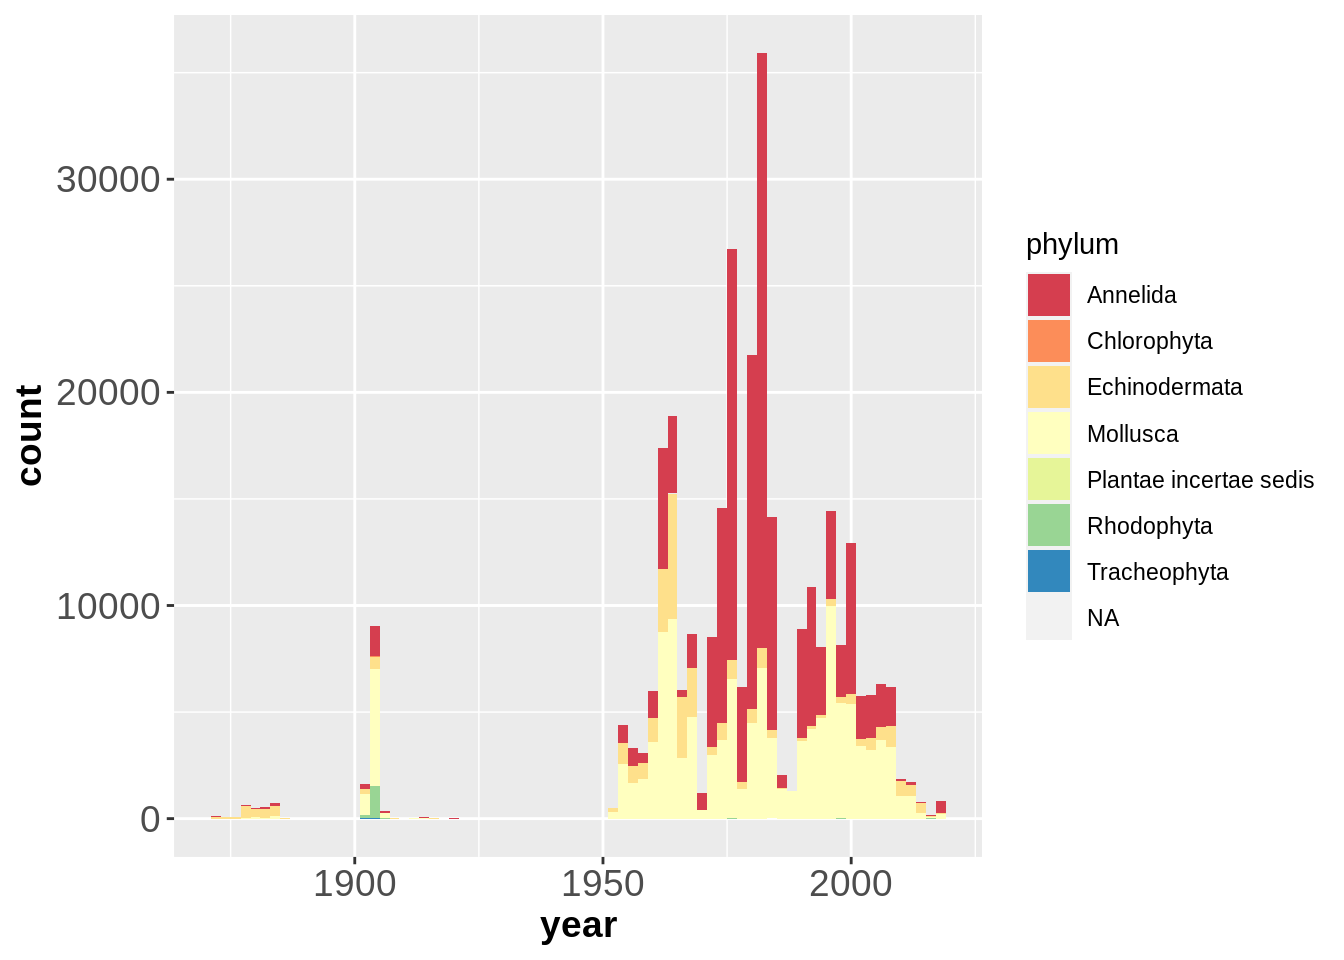 30000
20000
10000
0
count
1900
1950
2000
year
phylum
Annelida
Chlorophyta
Echinodermata
Mollusca
Plantae incertae sedis
Rhodophyta
Tracheophyta
NA